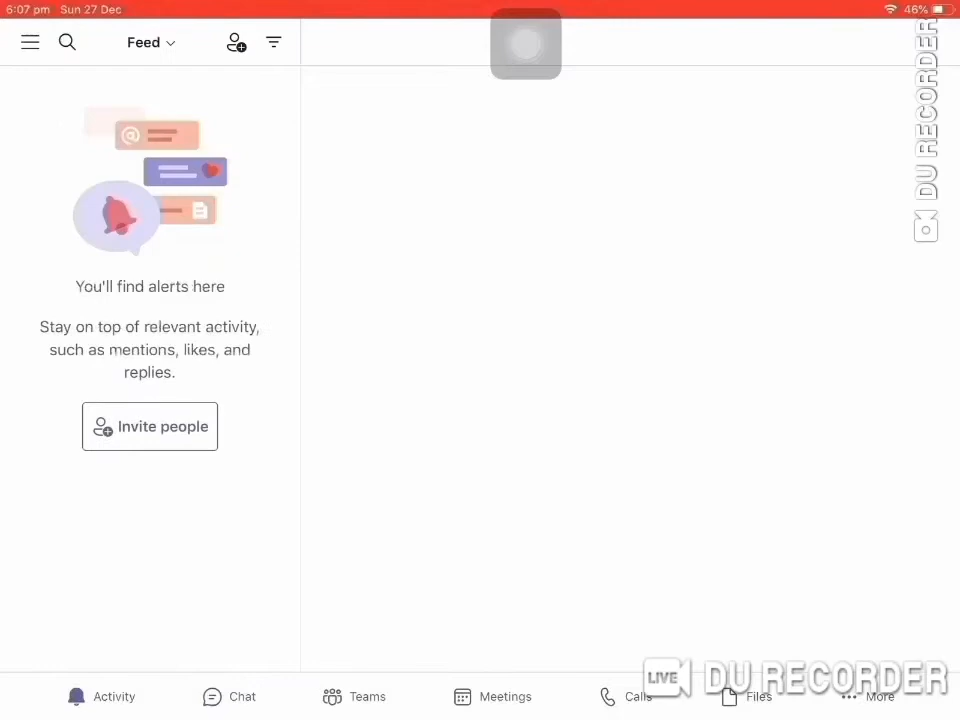 6:07 pm Sun 27 Dec 46%
Feed
You'll find alerts here
Stay on top of relevant activity,
such as mentions, likes, and
replies.
Invite people
DU RECORDER
Activity Chat Teams Meetings Calls Files More
LIVE DU RECORDER